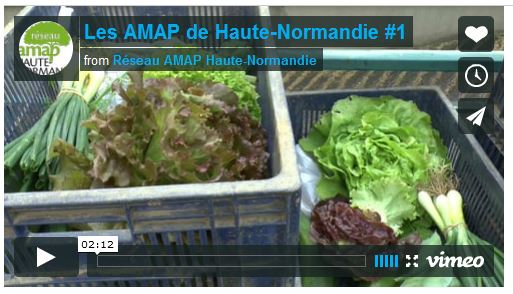 Les AMAP de Haute-Normandie #1
from Réseau AMAP Haute-Normandie
réseau
amap
HAUTE
NORMAN
02:12
vimeo